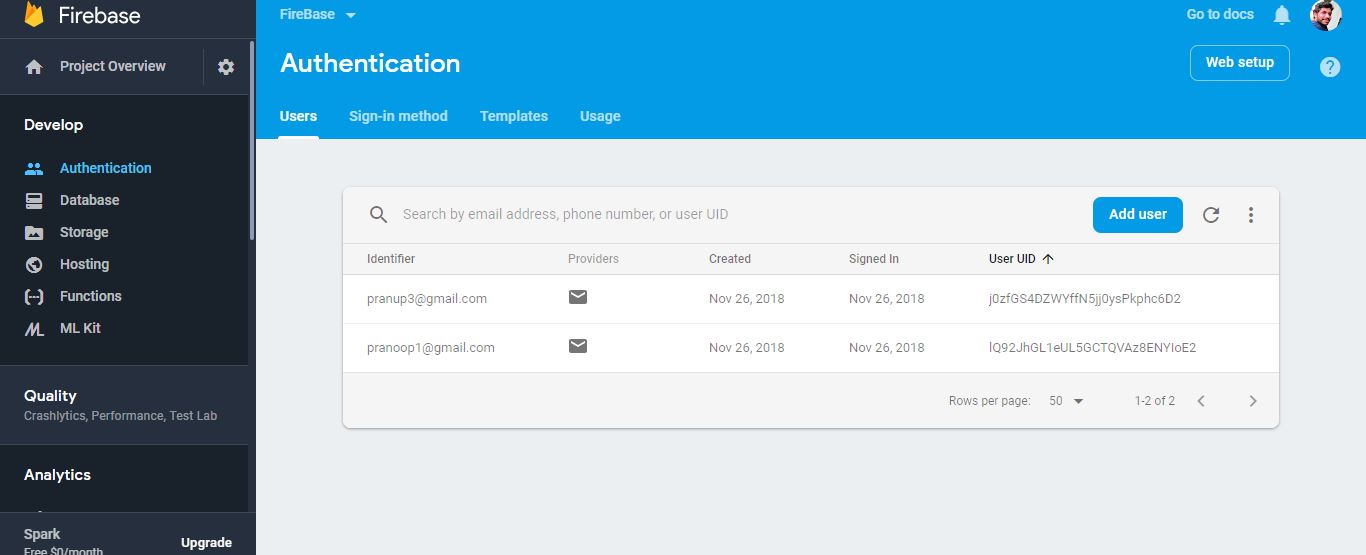 Firebase
Project Overview
Develop
Authentication
Database
Storage
Hosting
Functions
ML Kit
Quality
Crashlytics, Performance, Test Lab
Analytics
Spark
Free $0/month
Upgrade
FireBase
Go to docs
Authentication
Web setup
Users Sign-in method Templates Usage
Search by email address, phone number, or user UID
Add user
Identifier Providers Created Signed In User UID
pranup3@gmail.com Nov 26, 2018 Nov 26, 2018 j0zfGS4DZWYffN5jj0ysPkphc6D2
pranoop1@gmail.com Nov 26, 2018 Nov 26, 2018 lQ92JhGL1eUL5GCTQVAz8ENYIoE2
Rows per page: 50 1-2 of 2